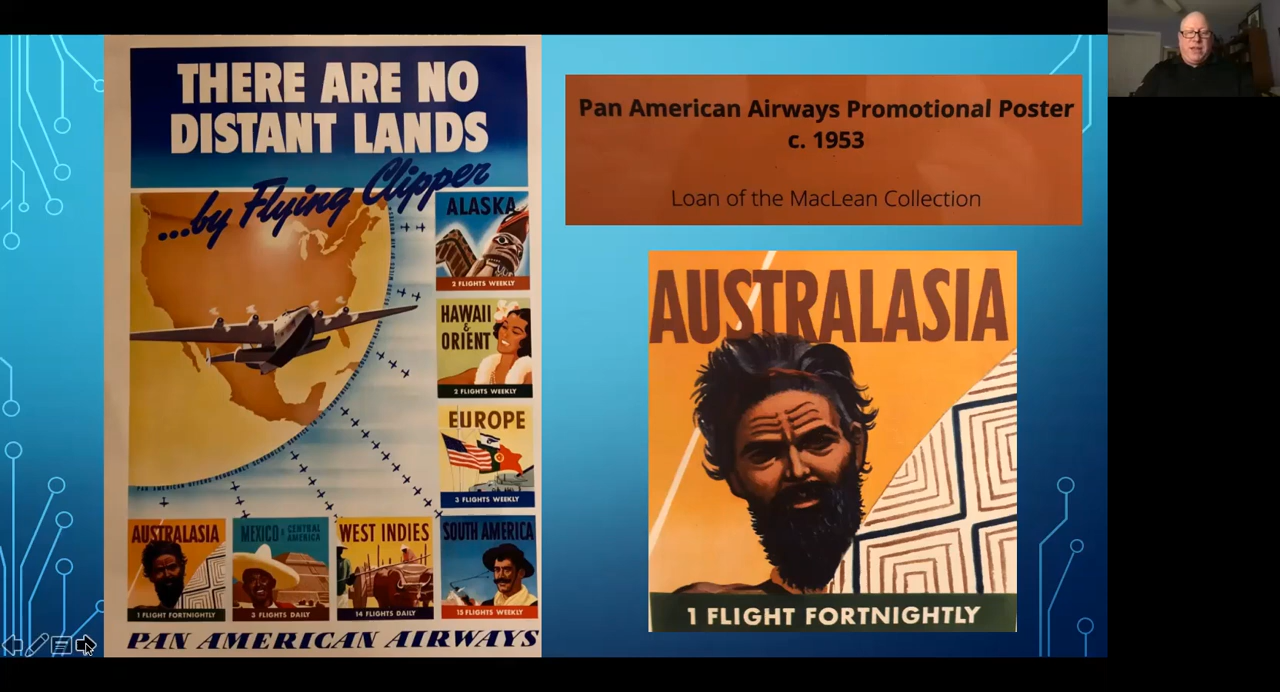 THERE ARE NO
DISTANT LANDS
...by Flying Clipper
ALASKA
2 FLIGHTS WEEKLY
HAWAII
&
ORIENT
2 FLIGHTS WEEKLY
EUROPE
3 FLIGHTS WEEKLY
AUSTRALASIA
1 FLIGHT FORTNIGHTLY
MEXICO & CENTRAL
AMERICA
3 FLIGHTS DAILY
WEST INDIES
14 FLIGHTS DAILY
SOUTH AMERICA
15 FLIGHTS WEEKLY
PAN AMERICAN AIRWAYS
Pan American Airways Promotional Poster
c. 1953
Loan of the MacLean Collection
AUSTRALASIA
1 FLIGHT FORTNIGHTLY